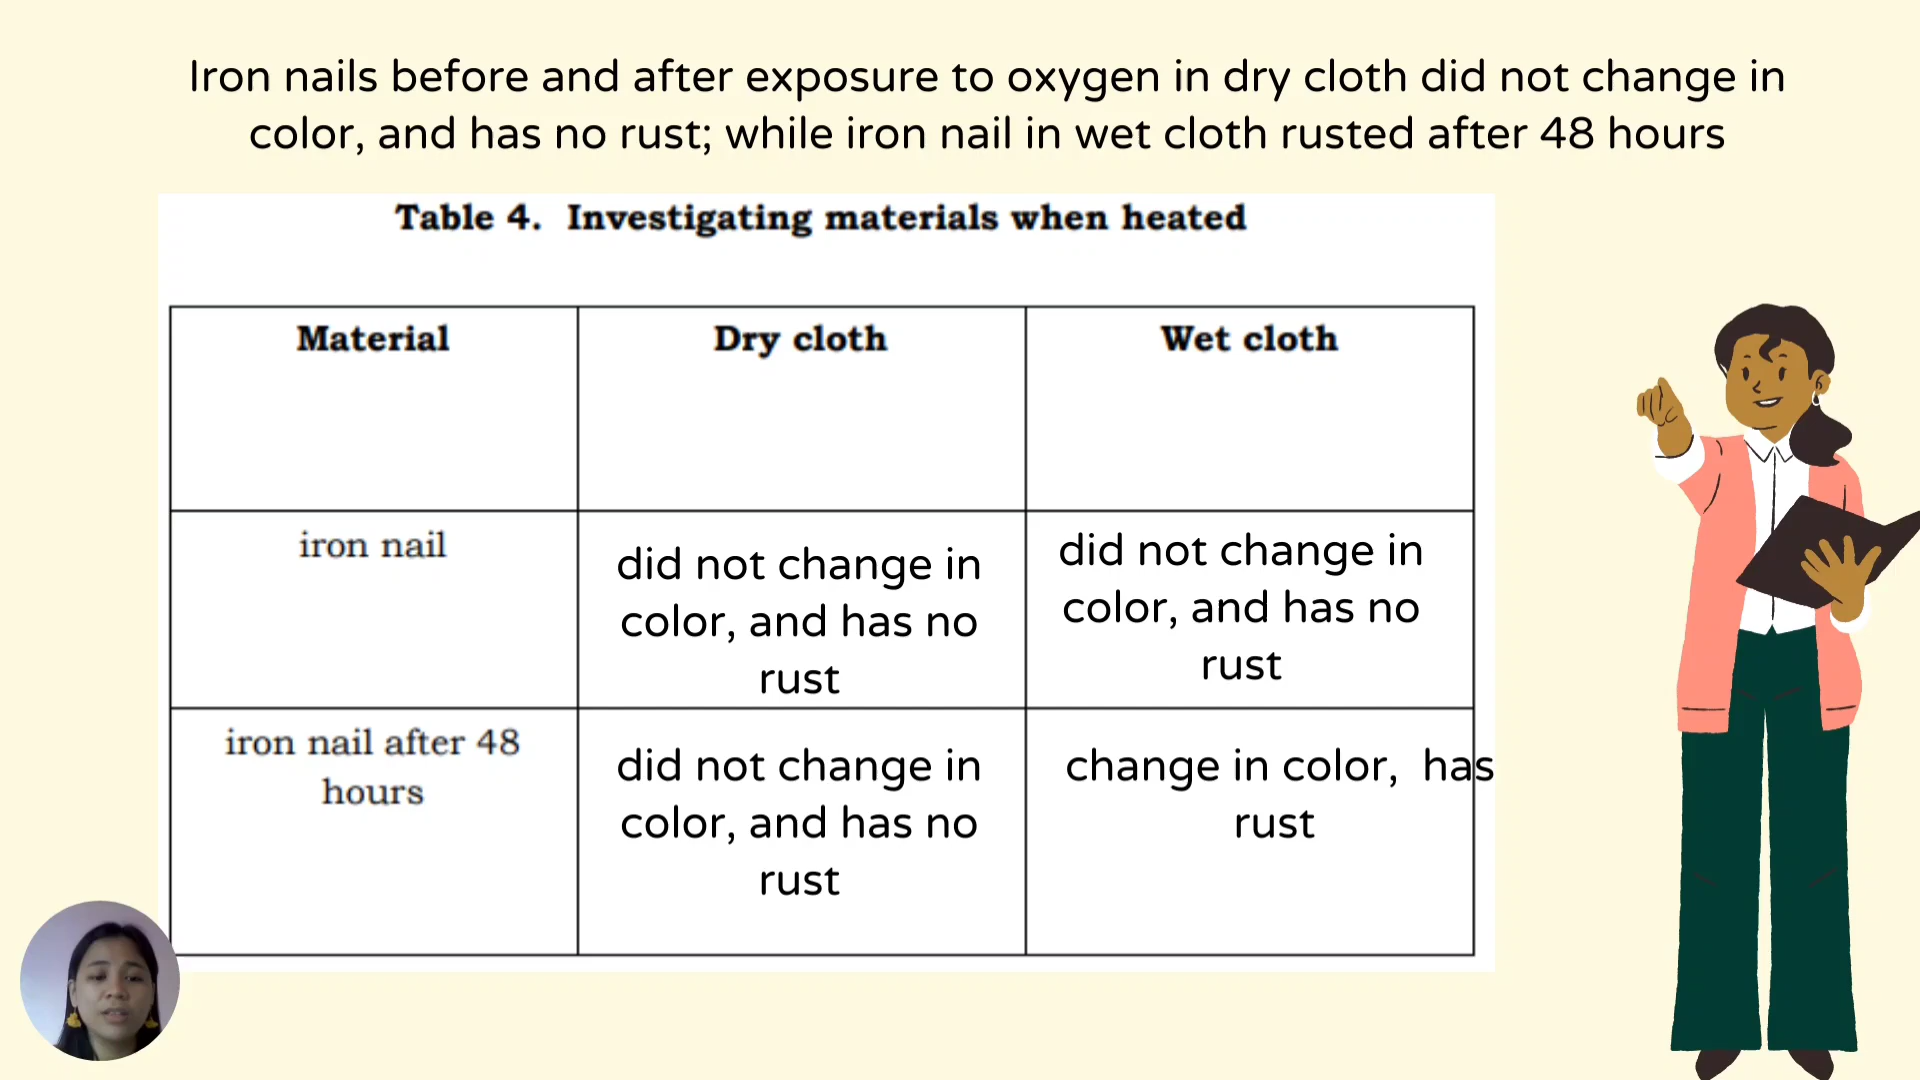 Iron nails before and after exposure to oxygen in dry cloth did not change in
color, and has no rust; while iron nail in wet cloth rusted after 48 hours
Table 4. Investigating materials when heated
Material
Dry cloth
Wet cloth
iron nail
did not change in
color, and has no
rust
did not change in
color, and has no
rust
iron nail after 48
hours
did not change in
color, and has no
rust
change in color, has
rust